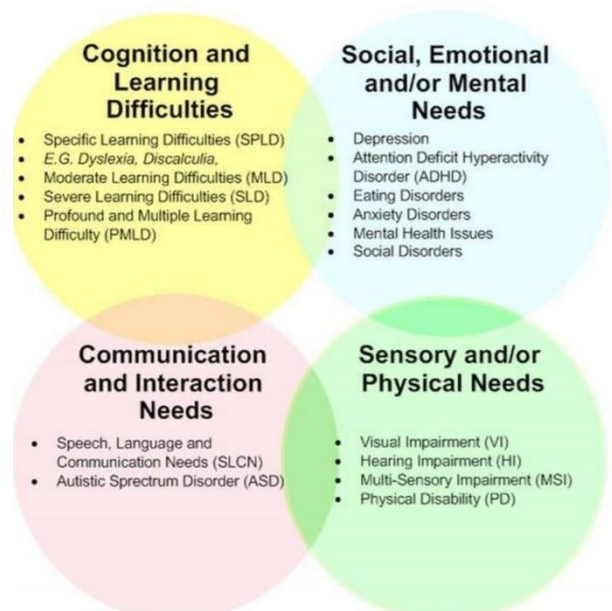 Cognition and
Learning
Difficulties
• Specific Learning Difficulties (SPLD)
• E.G. Dyslexia, Discalculia,
• Moderate Learning Difficulties (MLD)
• Severe Learning Difficulties (SLD)
• Profound and Multiple Learning
Difficulty (PMLD)
Social, Emotional
and/or Mental
Needs
• Depression
• Attention Deficit Hyperactivity
Disorder (ADHD)
• Eating Disorders
• Anxiety Disorders
• Mental Health Issues
• Social Disorders
Communication
and Interaction
Needs
• Speech, Language and
Communication Needs (SLCN)
• Autistic Spectrum Disorder (ASD)
Sensory and/or
Physical Needs
• Visual Impairment (VI)
• Hearing Impairment (HI)
• Multi-Sensory Impairment (MSI)
• Physical Disability (PD)